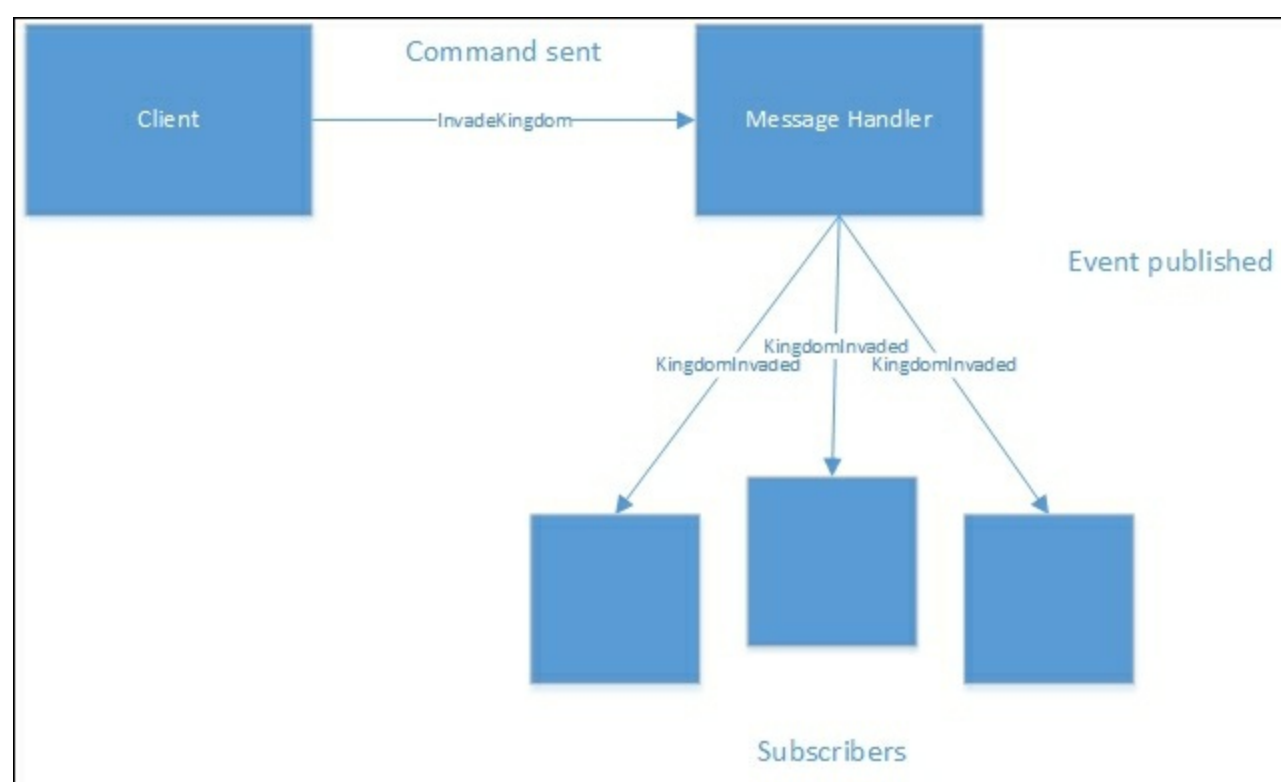 Command sent
Client
InvadeKingdom
Message Handler
Event published
KingdomInvaded
KingdomInvaded
KingdomInvaded
Subscribers